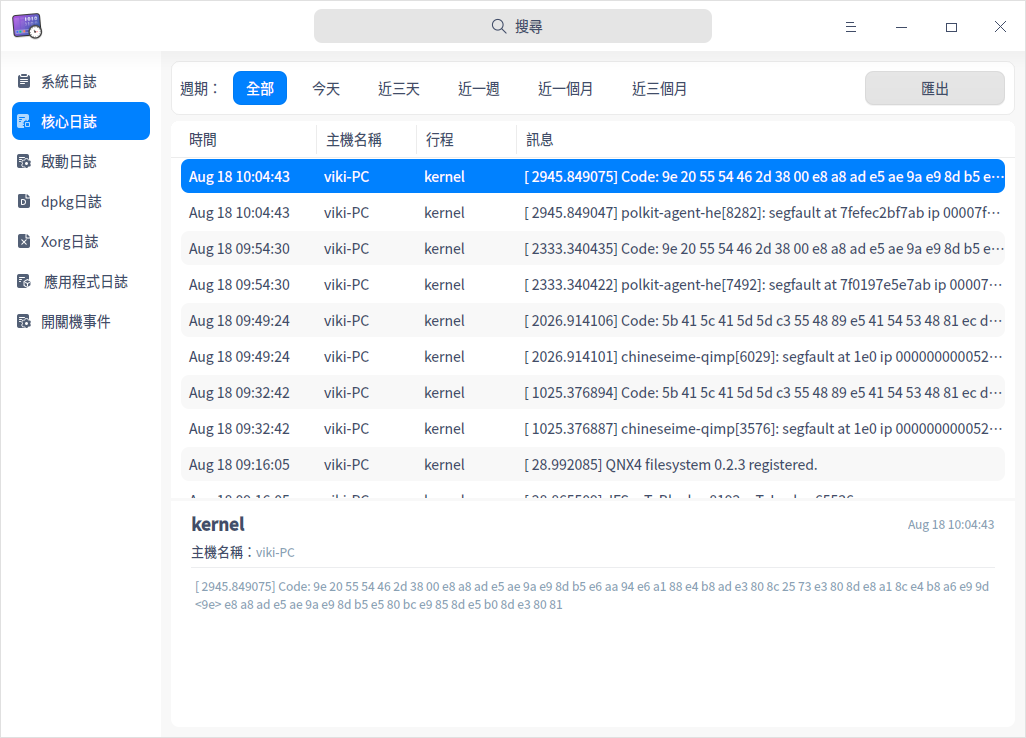 搜尋
系統日誌
核心日誌
啟動日誌
dpkg日誌
Xorg日誌
應用程式日誌
開關機事件
週期： 全部 今天 近三天 近一週 近一個月 近三個月 匯出
時間 主機名稱 行程 訊息
Aug 18 10:04:43 viki-PC kernel [ 2945.849075] Code: 9e 20 55 54 46 2d 38 00 e8 a8 ad e5 ae 9a e9 8d b5 e···
Aug 18 10:04:43 viki-PC kernel [ 2945.849047] polkit-agent-he[8282]: segfault at 7fefec2bf7ab ip 00007f···
Aug 18 09:54:30 viki-PC kernel [ 2333.340435] Code: 9e 20 55 54 46 2d 38 00 e8 a8 ad e5 ae 9a e9 8d b5 e···
Aug 18 09:54:30 viki-PC kernel [ 2333.340422] polkit-agent-he[7492]: segfault at 7f0197e5e7ab ip 00007···
Aug 18 09:49:24 viki-PC kernel [ 2026.914106] Code: 5b 41 5c 41 5d 5d c3 55 48 89 e5 41 54 53 48 81 ec d···
Aug 18 09:49:24 viki-PC kernel [ 2026.914101] chineseime-qimp[6029]: segfault at 1e0 ip 000000000052···
Aug 18 09:32:42 viki-PC kernel [ 1025.376894] Code: 5b 41 5c 41 5d 5d c3 55 48 89 e5 41 54 53 48 81 ec d···
Aug 18 09:32:42 viki-PC kernel [ 1025.376887] chineseime-qimp[3576]: segfault at 1e0 ip 000000000052···
Aug 18 09:16:05 viki-PC kernel [ 28.992085] QNX4 filesystem 0.2.3 registered.
kernel Aug 18 10:04:43
主機名稱：viki-PC
[ 2945.849075] Code: 9e 20 55 54 46 2d 38 00 e8 a8 ad e5 ae 9a e9 8d b5 e6 aa 94 e6 a1 88 e4 b8 ad e3 80 8c 25 73 e3 80 8d e8 a1 8c e4 b8 a6 e9 9d
<9e> e8 a8 ad e5 ae 9a e9 8d b5 e5 80 bc e9 85 8d e5 b0 8d e3 80 81